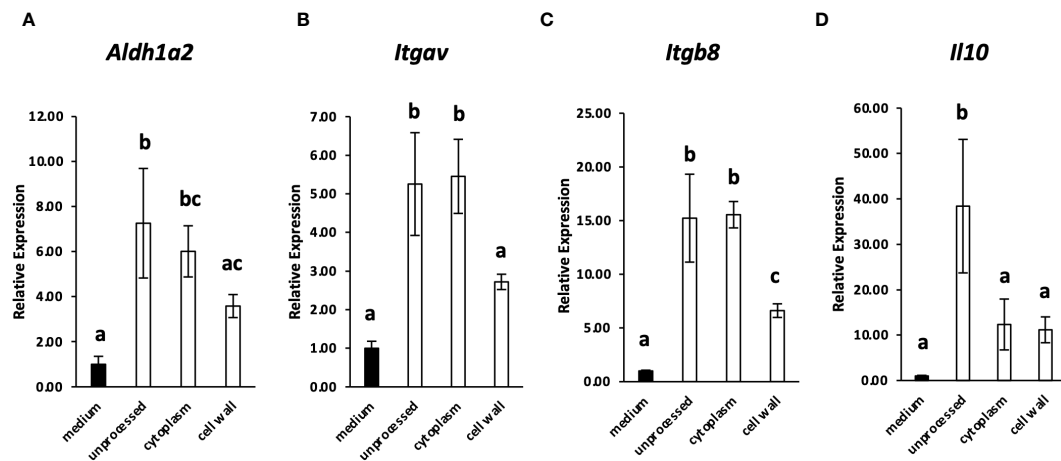 A
Aldh1a2
Relative Expression
12.00
10.00
8.00
6.00
4.00
2.00
0.00
a
b
bc
ac
medium
unprocessed
cytoplasm
cell wall
B
Itgav
Relative Expression
7.00
6.00
5.00
4.00
3.00
2.00
1.00
0.00
a
b
b
a
medium
unprocessed
cytoplasm
cell wall
C
Itgb8
Relative Expression
25.00
20.00
15.00
10.00
5.00
0.00
a
b
b
c
medium
unprocessed
cytoplasm
cell wall
D
Il10
Relative Expression
60.00
50.00
40.00
30.00
20.00
10.00
0.00
a
b
a
a
medium
unprocessed
cytoplasm
cell wall